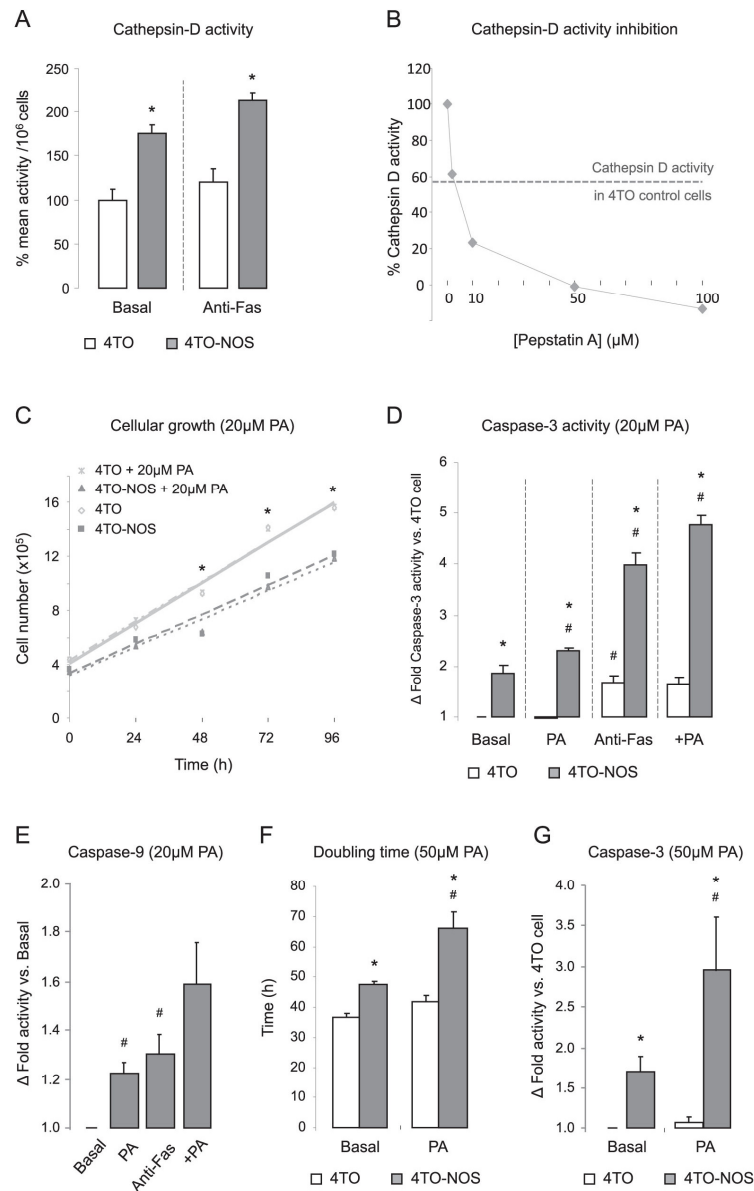 A
Cathepsin-D activity
% mean activity /10⁶ cells
250
200
150
100
50
0
*
*
Basal
Anti-Fas
4TO
4TO-NOS
B
Cathepsin-D activity inhibition
% Cathepsin D activity
120
100
80
60
40
20
0
Cathepsin D activity
in 4TO control cells
0 10 50 100
[Pepstatin A] (µM)
C
Cellular growth (20µM PA)
4TO + 20µM PA
4TO-NOS + 20µM PA
4TO
4TO-NOS
Cell number (x10⁵)
16
12
8
4
0
*
*
*
0 24 48 72 96
Time (h)
D
Caspase-3 activity (20µM PA)
Δ Fold Caspase-3 activity vs. 4TO cell
6
5
4
3
2
1
*
*
#
#
*
#
*
#
Basal
PA
Anti-Fas
+PA
4TO
4TO-NOS
E
Caspase-9 (20µM PA)
Δ Fold activity vs. Basal
2.0
1.8
1.6
1.4
1.2
1.0
#
#
Basal
PA
Anti-Fas
+PA
F
Doubling time (50µM PA)
Time (h)
80
70
60
50
40
30
20
10
0
*
*
#
Basal
PA
4TO
4TO-NOS
G
Caspase-3 (50µM PA)
Δ Fold activity vs. 4TO cell
4.0
3.5
3.0
2.5
2.0
1.5
1.0
*
*
#
Basal
PA
4TO
4TO-NOS